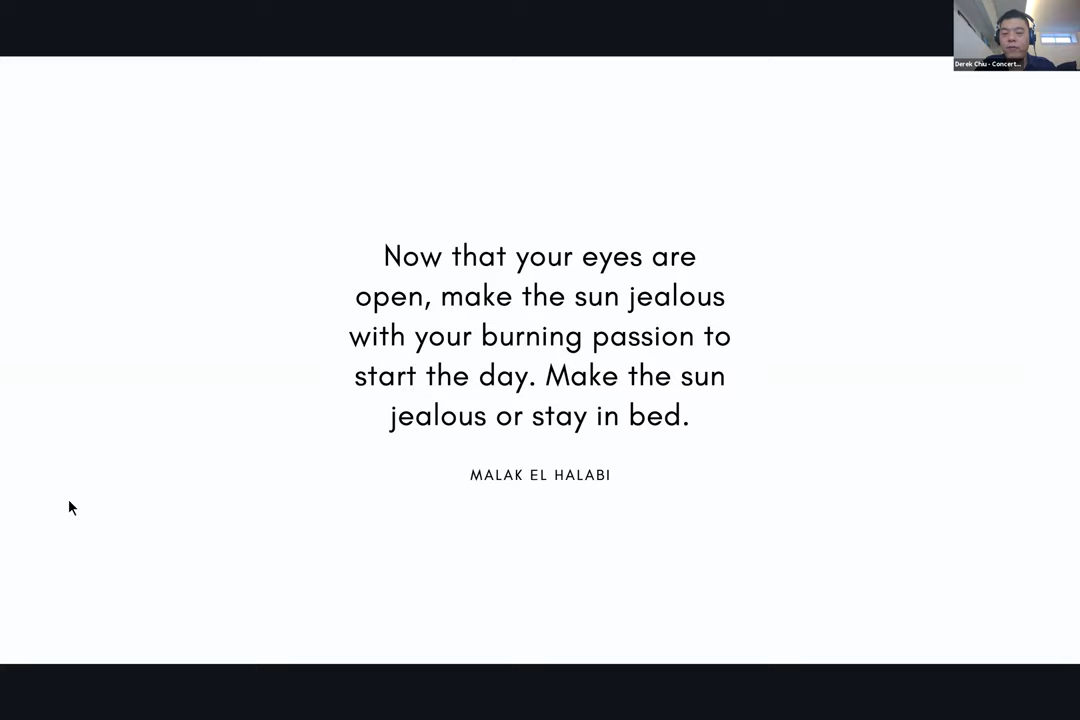 Derek Chiu - Concert...
Now that your eyes are
open, make the sun jealous
with your burning passion to
start the day. Make the sun
jealous or stay in bed.
MALAK EL HALABI